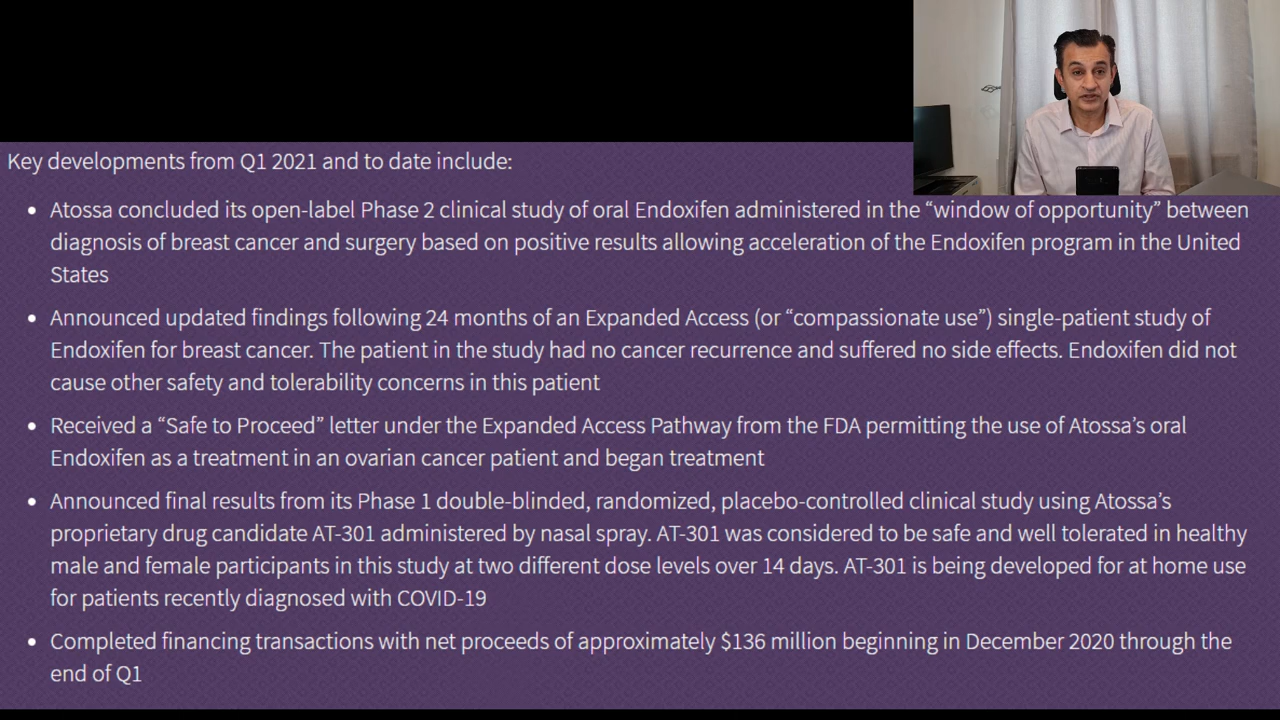 Key developments from Q1 2021 and to date include:
• Atossa concluded its open-label Phase 2 clinical study of oral Endoxifen administered in the “window of opportunity” between
diagnosis of breast cancer and surgery based on positive results allowing acceleration of the Endoxifen program in the United
States
• Announced updated findings following 24 months of an Expanded Access (or “compassionate use”) single-patient study of
Endoxifen for breast cancer. The patient in the study had no cancer recurrence and suffered no side effects. Endoxifen did not
cause other safety and tolerability concerns in this patient
• Received a “Safe to Proceed” letter under the Expanded Access Pathway from the FDA permitting the use of Atossa’s oral
Endoxifen as a treatment in an ovarian cancer patient and began treatment
• Announced final results from its Phase 1 double-blinded, randomized, placebo-controlled clinical study using Atossa’s
proprietary drug candidate AT-301 administered by nasal spray. AT-301 was considered to be safe and well tolerated in healthy
male and female participants in this study at two different dose levels over 14 days. AT-301 is being developed for at home use
for patients recently diagnosed with COVID-19
• Completed financing transactions with net proceeds of approximately $136 million beginning in December 2020 through the
end of Q1